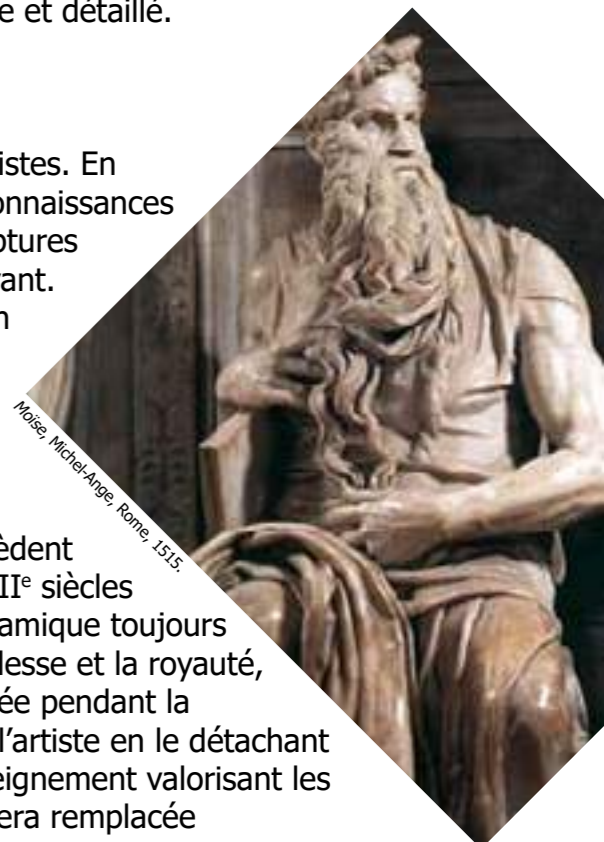 e et détaillé.
istes. En
onnaissances
ptures
rant.
n
Moïse, Michel-Ange, Rome, 1515.
èdent
IIᵉ siècles
amique toujours
lesse et la royauté,
ée pendant la
l’artiste en le détachant
eignement valorisant les
era remplacée